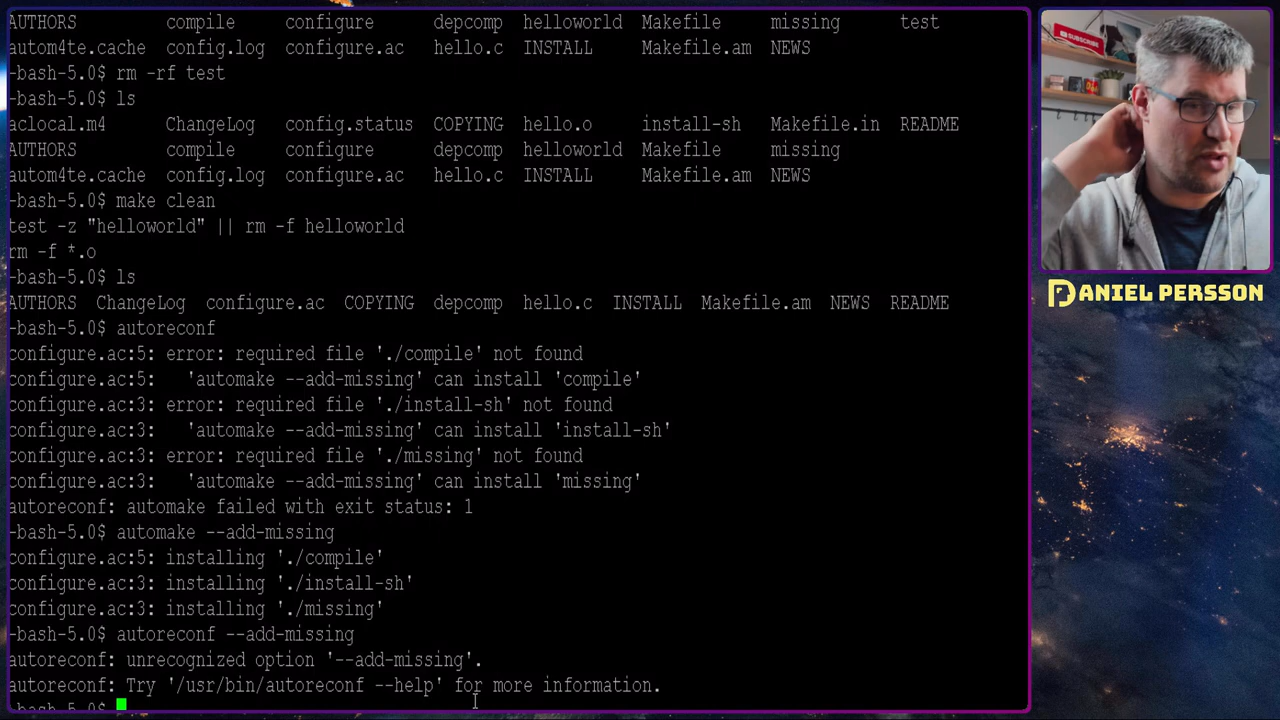 AUTHORS compile configure depcomp helloworld Makefile missing test
autom4te.cache config.log configure.ac hello.c INSTALL Makefile.am NEWS
-bash-5.0$ rm -rf test
-bash-5.0$ ls
aclocal.m4 ChangeLog config.status COPYING hello.o install-sh Makefile.in README
AUTHORS compile configure depcomp helloworld Makefile missing
autom4te.cache config.log configure.ac hello.c INSTALL Makefile.am NEWS
-bash-5.0$ make clean
test -z "helloworld" || rm -f helloworld
rm -f *.o
-bash-5.0$ ls
AUTHORS ChangeLog configure.ac COPYING depcomp hello.c INSTALL Makefile.am NEWS README
-bash-5.0$ autoreconf
configure.ac:5: error: required file './compile' not found
configure.ac:5: 'automake --add-missing' can install 'compile'
configure.ac:3: error: required file './install-sh' not found
configure.ac:3: 'automake --add-missing' can install 'install-sh'
configure.ac:3: error: required file './missing' not found
configure.ac:3: 'automake --add-missing' can install 'missing'
autoreconf: automake failed with exit status: 1
-bash-5.0$ automake --add-missing
configure.ac:5: installing './compile'
configure.ac:3: installing './install-sh'
configure.ac:3: installing './missing'
-bash-5.0$ autoreconf --add-missing
autoreconf: unrecognized option '--add-missing'.
autoreconf: Try '/usr/bin/autoreconf --help' for more information.
-bash-5.0$
SUBSCRIBE
DANIEL PERSSON